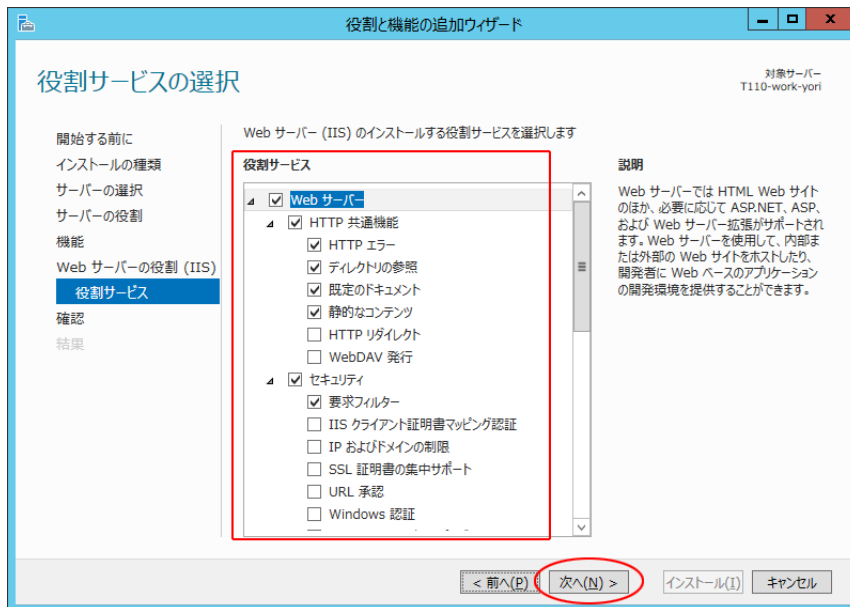 役割と機能の追加ウィザード
役割サービスの選択
対象サーバー
T110-work-yori
開始する前に
インストールの種類
サーバーの選択
サーバーの役割
機能
Web サーバーの役割 (IIS)
役割サービス
確認
結果
Web サーバー (IIS) のインストールする役割サービスを選択します
役割サービス
Web サーバー
HTTP 共通機能
HTTP エラー
ディレクトリの参照
既定のドキュメント
静的なコンテンツ
HTTP リダイレクト
WebDAV 発行
セキュリティ
要求フィルター
IIS クライアント証明書マッピング認証
IP およびドメインの制限
SSL 証明書の集中サポート
URL 承認
Windows 認証
説明
Web サーバーでは HTML Web サイト
のほか、必要に応じて ASP.NET、ASP、
および Web サーバー拡張がサポートされ
ます。Web サーバーを使用して、内部ま
たは外部の Web サイトをホストしたり、
開発者に Web ベースのアプリケーション
の開発環境を提供することができます。
< 前へ(P)
次へ(N) >
インストール(I)
キャンセル